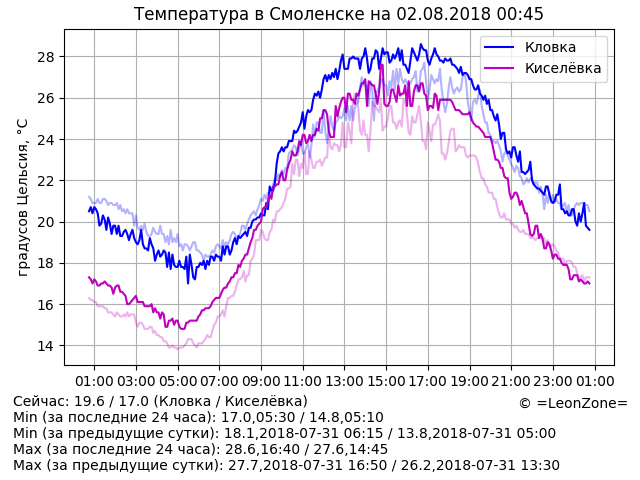 Температура в Смоленске на 02.08.2018 00:45
Кловка
Киселёвка
градусов Цельсия, °C
28
26
24
22
20
18
16
14
01:00 03:00 05:00 07:00 09:00 11:00 13:00 15:00 17:00 19:00 21:00 23:00 01:00
Сейчас: 19.6 / 17.0 (Кловка / Киселёвка)
© =LeonZone=
Min (за последние 24 часа): 17.0,05:30 / 14.8,05:10
Min (за предыдущие сутки): 18.1,2018-07-31 06:15 / 13.8,2018-07-31 05:00
Max (за последние 24 часа): 28.6,16:40 / 27.6,14:45
Max (за предыдущие сутки): 27.7,2018-07-31 16:50 / 26.2,2018-07-31 13:30